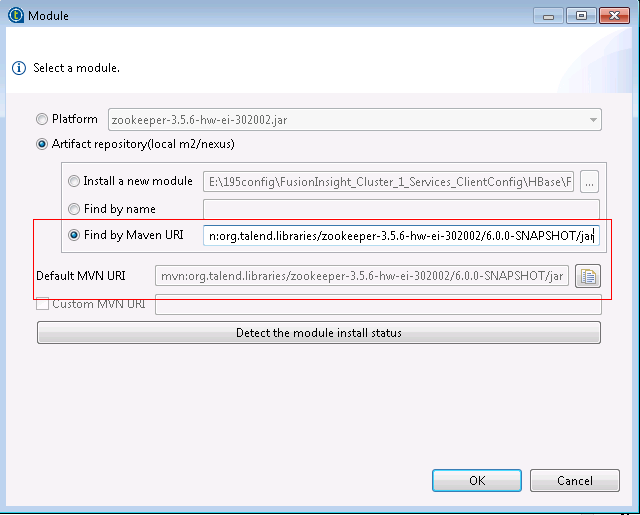 Module
Select a module.
Platform zookeeper-3.5.6-hw-ei-302002.jar
Artifact repository(local m2/nexus)
Install a new module E:\195config\FusionInsight_Cluster_1_Services_ClientConfig\HBase\F ...
Find by name
Find by Maven URI n:org.talend.libraries/zookeeper-3.5.6-hw-ei-302002/6.0.0-SNAPSHOT/jar
Default MVN URI mvn:org.talend.libraries/zookeeper-3.5.6-hw-ei-302002/6.0.0-SNAPSHOT/jar
Custom MVN URI
Detect the module install status
OK Cancel